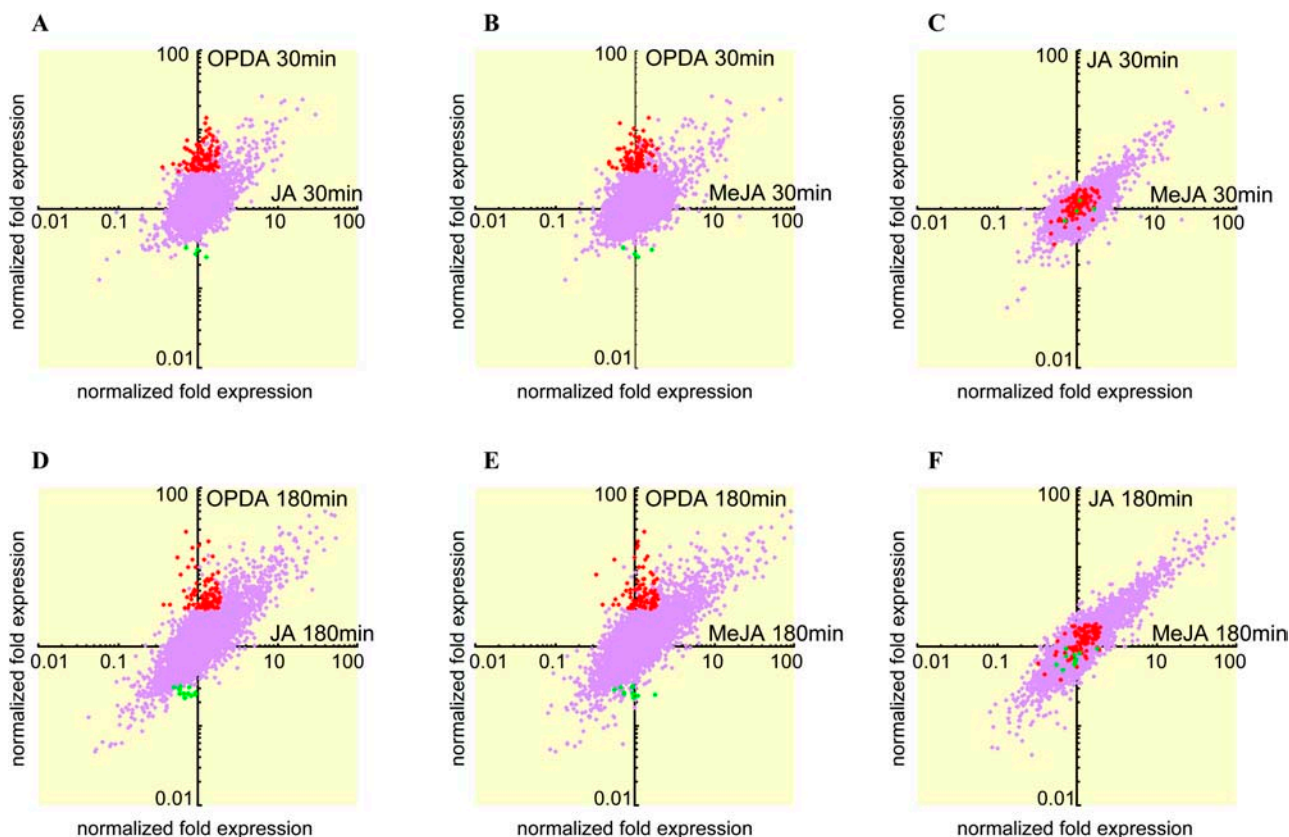 A
100
OPDA 30min
JA 30min
0.01 0.1 10 100
0.01
normalized fold expression
normalized fold expression
B
100
OPDA 30min
MeJA 30min
0.01 0.1 10 100
0.01
normalized fold expression
normalized fold expression
C
100
JA 30min
MeJA 30min
0.01 0.1 10 100
0.01
normalized fold expression
normalized fold expression
D
100
OPDA 180min
JA 180min
0.01 0.1 10 100
0.01
normalized fold expression
normalized fold expression
E
100
OPDA 180min
MeJA 180min
0.01 0.1 10 100
0.01
normalized fold expression
normalized fold expression
F
100
JA 180min
MeJA 180min
0.01 0.1 10 100
0.01
normalized fold expression
normalized fold expression